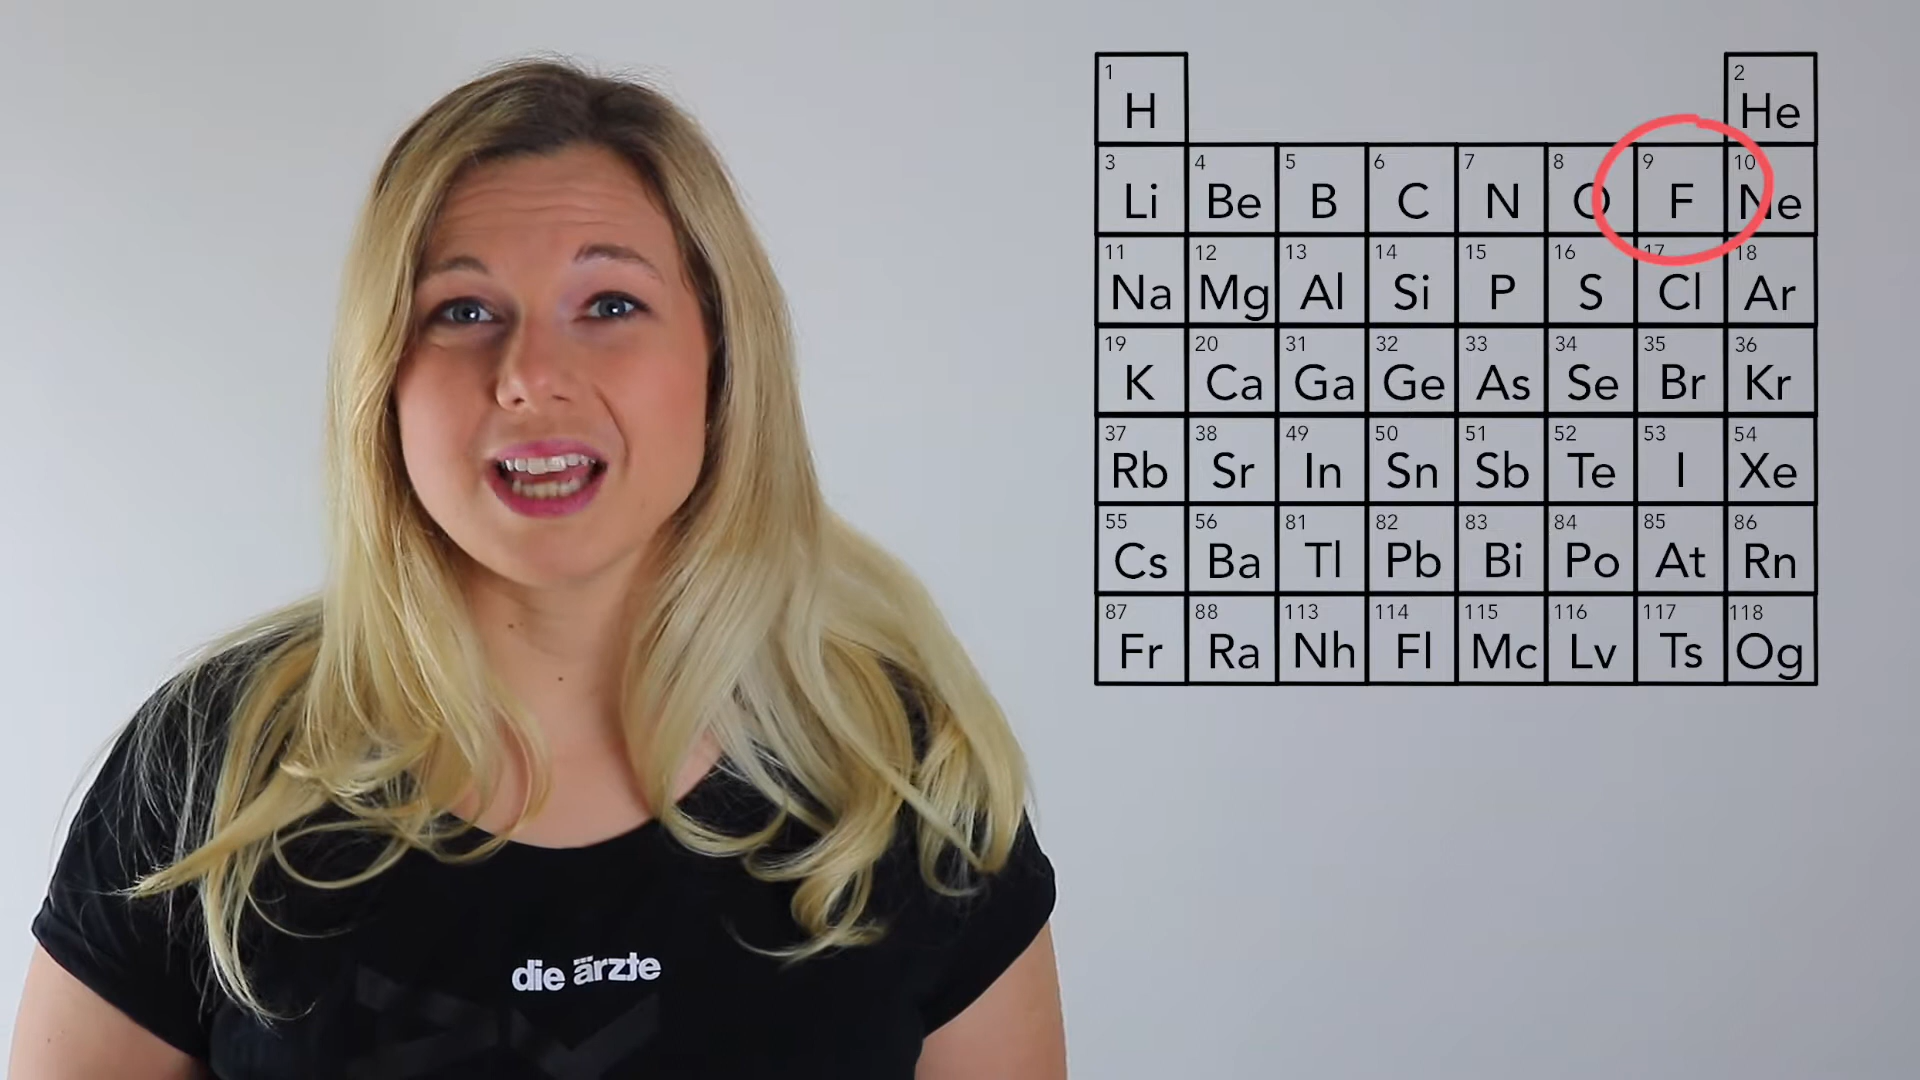 1 2
H He
3 4 5 6 7 8 9 10
Li Be B C N O F Ne
11 12 13 14 15 16 17 18
Na Mg Al Si P S Cl Ar
19 20 31 32 33 34 35 36
K Ca Ga Ge As Se Br Kr
37 38 49 50 51 52 53 54
Rb Sr In Sn Sb Te I Xe
55 56 81 82 83 84 85 86
Cs Ba Tl Pb Bi Po At Rn
87 88 113 114 115 116 117 118
Fr Ra Nh Fl Mc Lv Ts Og
die ärzte